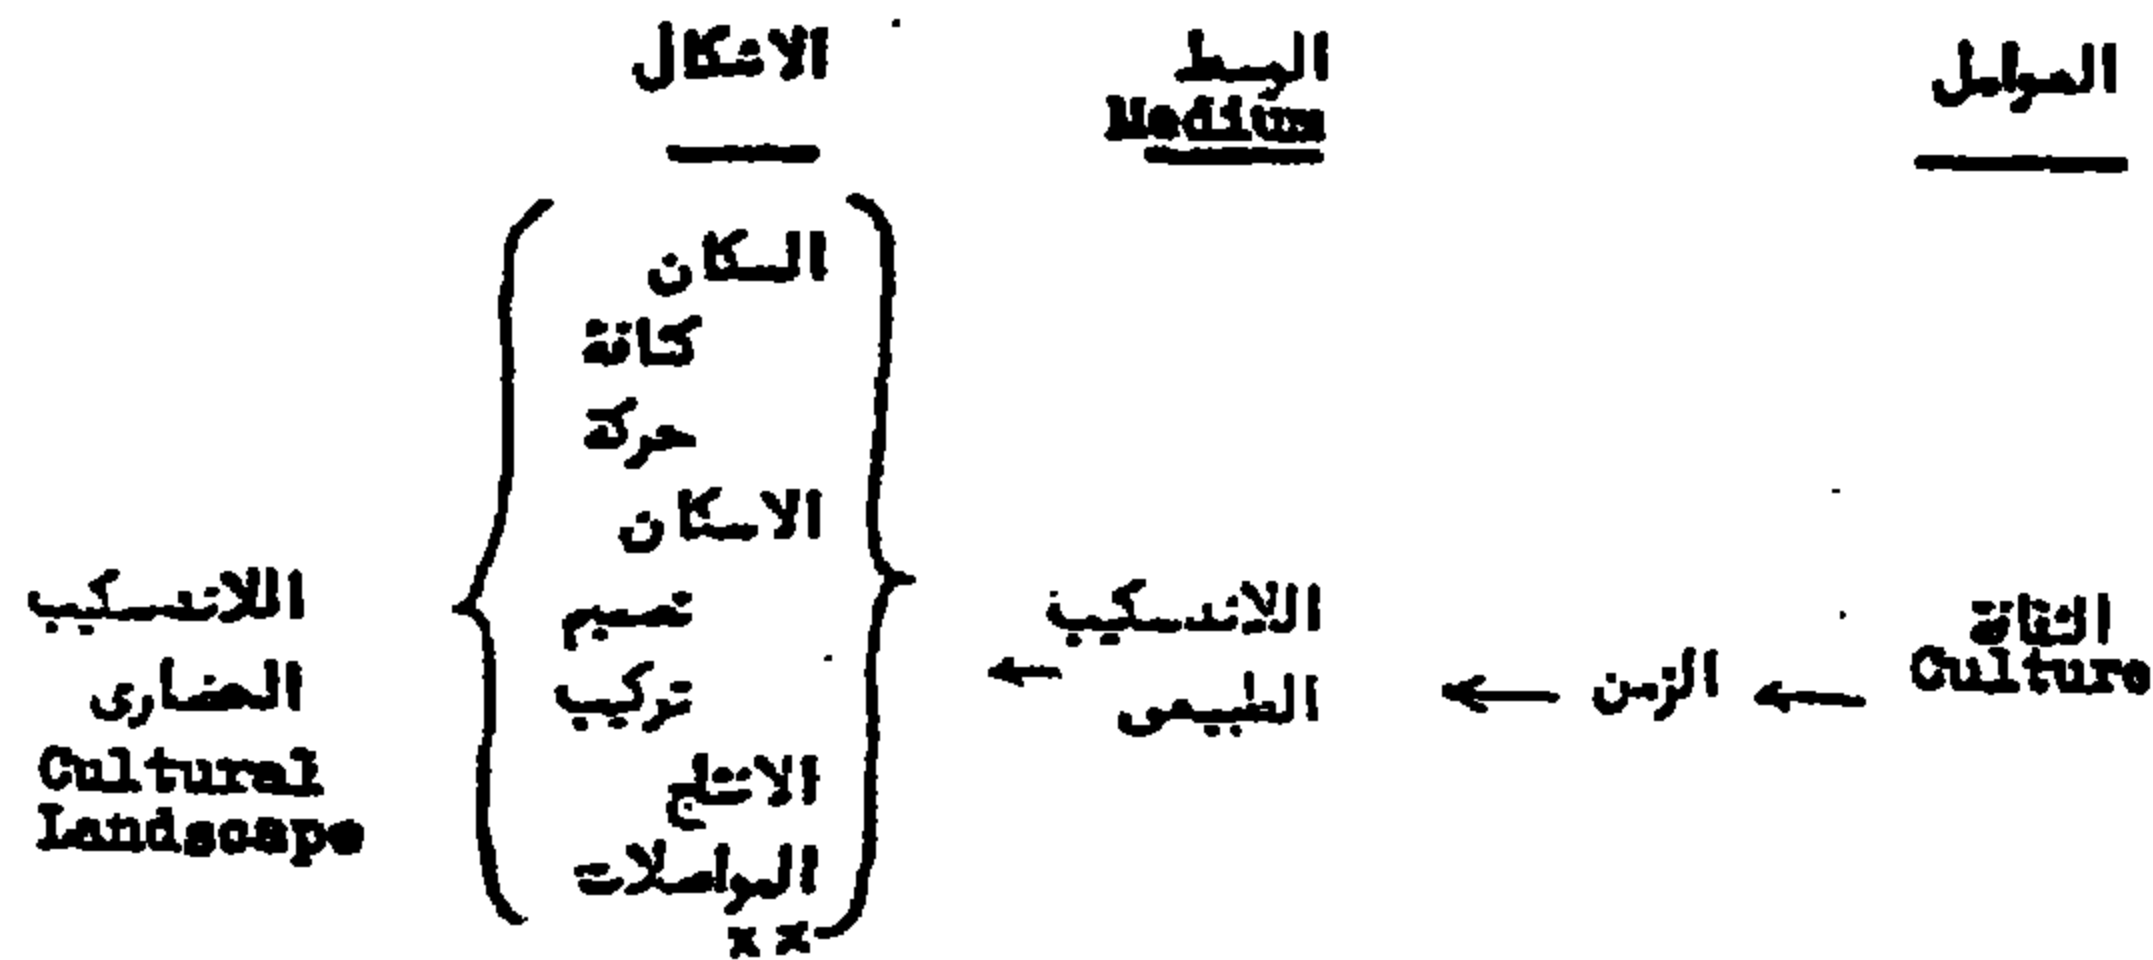 العوامل
الوسط
Medium
الاشكال
الثقافة
Culture
الزمن
اللاندسكيب
الطبيعى
السكان
كثافة
حركة
الاسكان
تصميم
تركيب
الانتاج
المواصلات
x x
اللاندسكيب
الحضارى
Cultural
Landscape